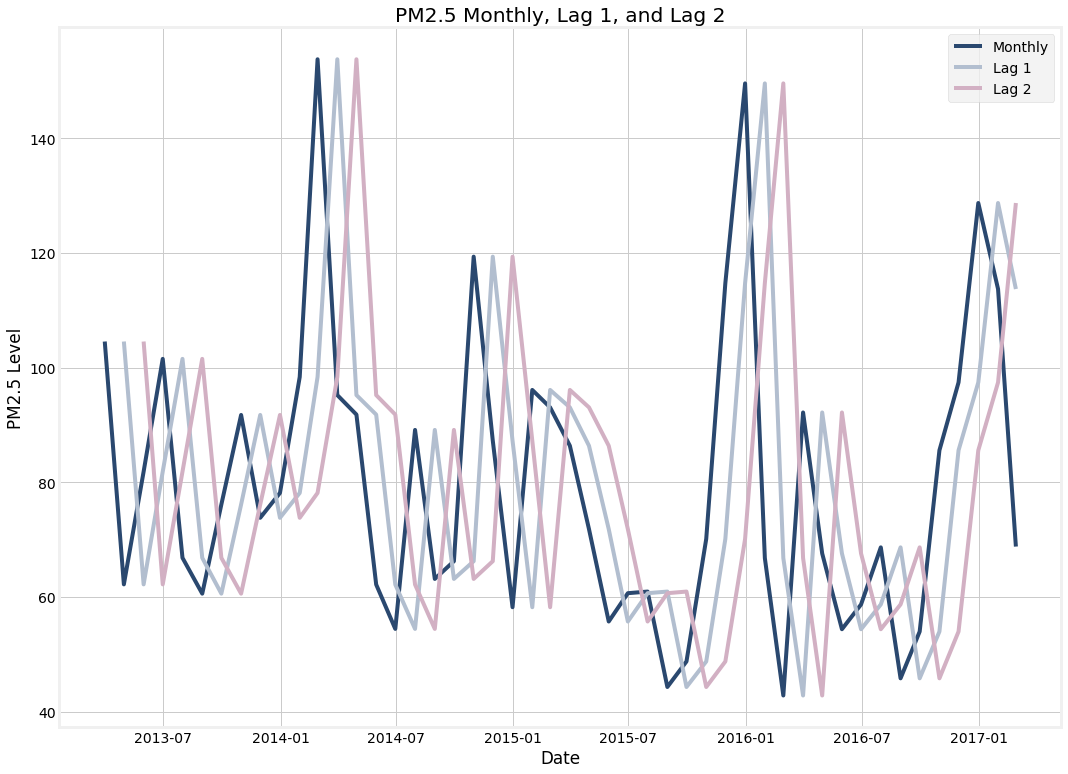 PM2.5 Monthly, Lag 1, and Lag 2
Monthly
Lag 1
Lag 2
PM2.5 Level
140
120
100
80
60
40
2013-07 2014-01 2014-07 2015-01 2015-07 2016-01 2016-07 2017-01
Date